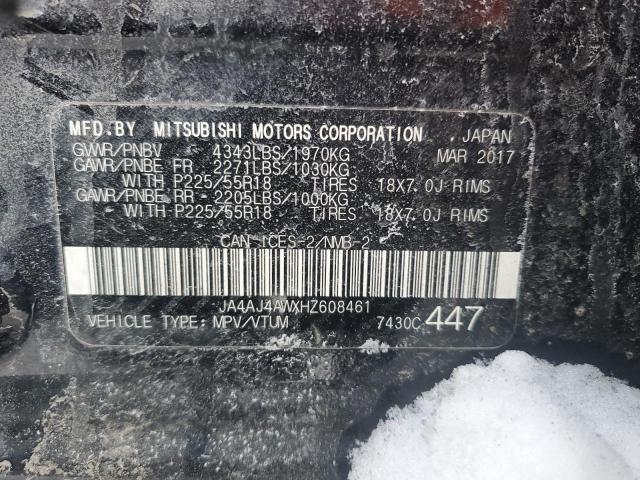 MFD.BY MITSUBISHI MOTORS CORPORATION , JAPAN
GVWR/PNBV 4343LBS/1970KG MAR 2017
GAWR/PNBE FR 2271LBS/1030KG
WITH P225/55R18 TIRES 18X7.0J RIMS
GAWR/PNBE RR 2205LBS/1000KG
WITH P225/55R18 TIRES 18X7.0J RIMS
CAN ICES-2/NMB-2
JA4AJ4AWXHZ608461
VEHICLE TYPE: MPV/VTUM 7430C 447